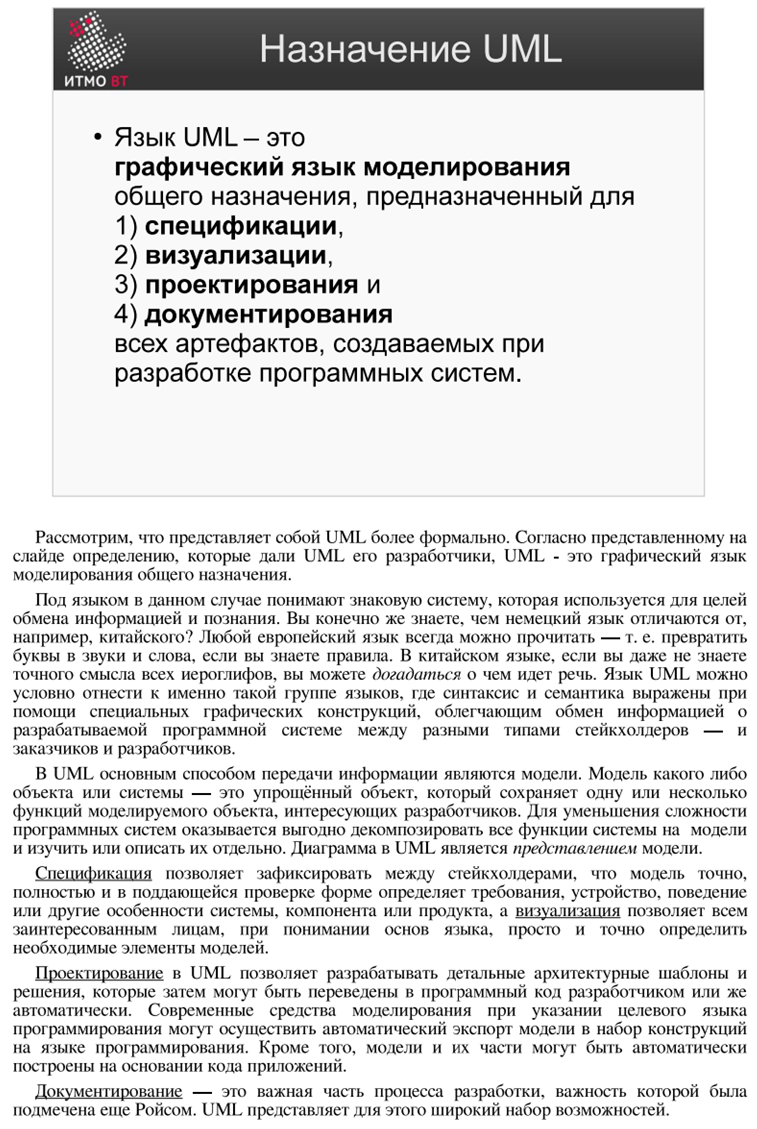 ИТМО ВТ
Назначение UML
• Язык UML – это
графический язык моделирования
общего назначения, предназначенный для
1) спецификации,
2) визуализации,
3) проектирования и
4) документирования
всех артефактов, создаваемых при
разработке программных систем.
Рассмотрим, что представляет собой UML более формально. Согласно представленному на
слайде определению, которые дали UML его разработчики, UML - это графический язык
моделирования общего назначения.
Под языком в данном случае понимают знаковую систему, которая используется для целей
обмена информацией и познания. Вы конечно же знаете, чем немецкий язык отличаются от,
например, китайского? Любой европейский язык всегда можно прочитать — т. е. превратить
буквы в звуки и слова, если вы знаете правила. В китайском языке, если вы даже не знаете
точного смысла всех иероглифов, вы можете догадаться о чем идет речь. Язык UML можно
условно отнести к именно такой группе языков, где синтаксис и семантика выражены при
помощи специальных графических конструкций, облегчающим обмен информацией о
разрабатываемой программной системе между разными типами стейкхолдеров — и
заказчиков и разработчиков.
В UML основным способом передачи информации являются модели. Модель какого либо
объекта или системы — это упрощённый объект, который сохраняет одну или несколько
функций моделируемого объекта, интересующих разработчиков. Для уменьшения сложности
программных систем оказывается выгодно декомпозировать все функции системы на модели
и изучить или описать их отдельно. Диаграмма в UML является представлением модели.
Спецификация позволяет зафиксировать между стейкхолдерами, что модель точно,
полностью и в поддающейся проверке форме определяет требования, устройство, поведение
или другие особенности системы, компонента или продукта, а визуализация позволяет всем
заинтересованным лицам, при понимании основ языка, просто и точно определить
необходимые элементы моделей.
Проектирование в UML позволяет разрабатывать детальные архитектурные шаблоны и
решения, которые затем могут быть переведены в программный код разработчиком или же
автоматически. Современные средства моделирования при указании целевого языка
программирования могут осуществить автоматический экспорт модели в набор конструкций
на языке программирования. Кроме того, модели и их части могут быть автоматически
построены на основании кода приложений.
Документирование — это важная часть процесса разработки, важность которой была
подмечена еще Ройсом. UML представляет для этого широкий набор возможностей.